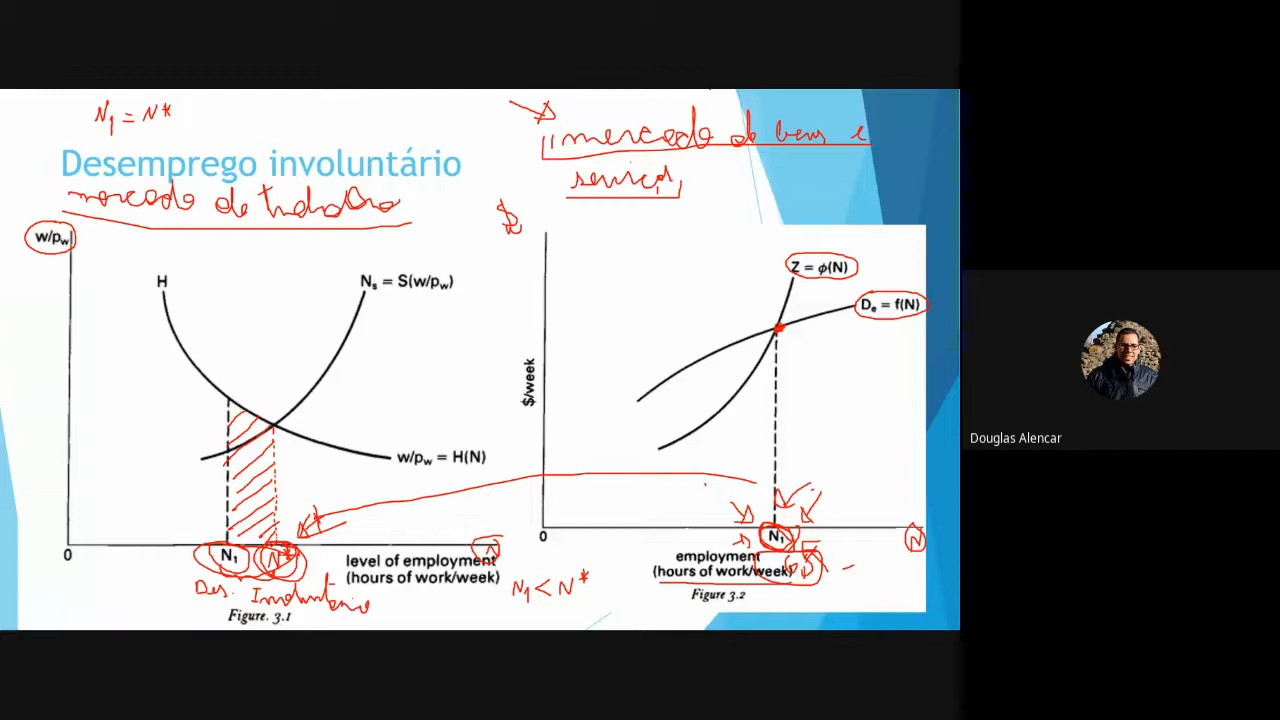 N₁ = N*
mercado de bens e
serviços
Desemprego involuntário
mercado de trabalho
$
w/pw
H
Ns = S(w/pw)
w/pw = H(N)
0
N₁
N*
N
level of employment
(hours of work/week)
Des. Involuntário
Figure. 3.1
$/week
Z = φ(N)
De = f(N)
0
N₁
N
employment
(hours of work/week)
N₁ < N*
Figure 3.2
Douglas Alencar